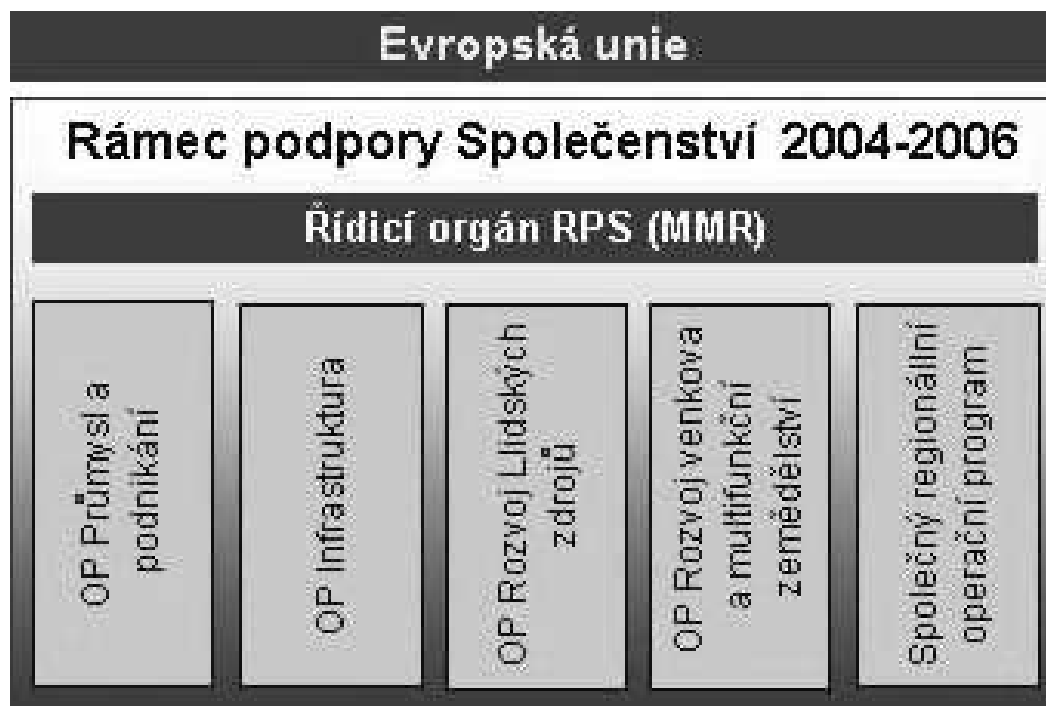 Evropská unie
Rámec podpory Společenství 2004-2006
Řídicí orgán RPS (MMR)
OP Průmysl a
podnikání
OP Infrastruktura
OP Rozvoj Lidských
zdrojů
OP Rozvoj venkova
a multifunkční
zemědělství
Společný regionállní
operační program